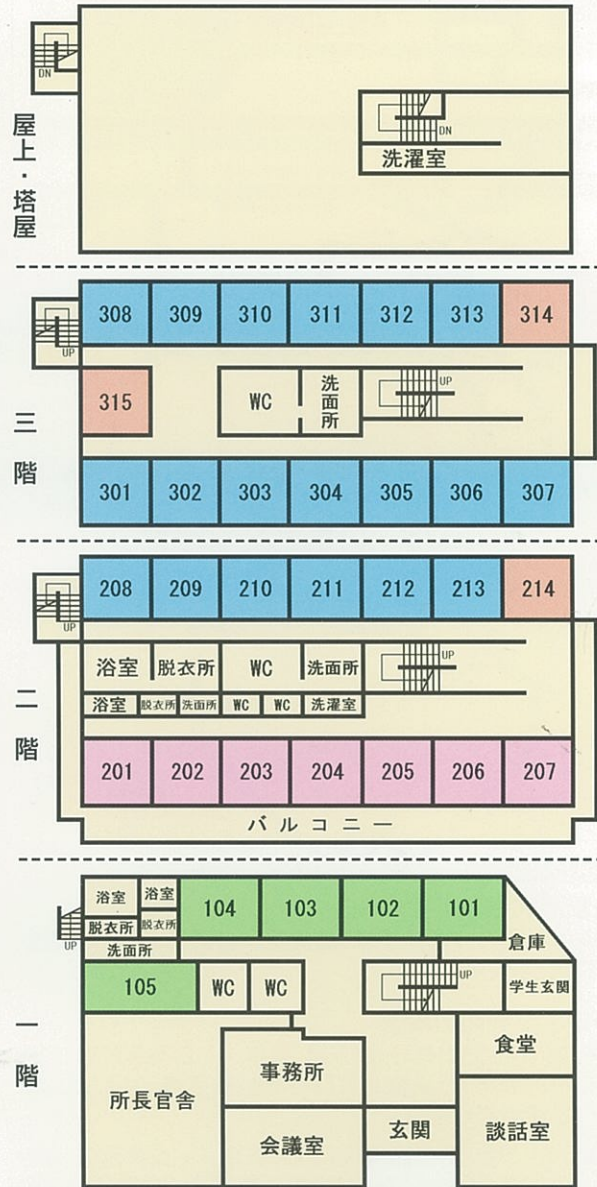 屋上・塔屋
DN
DN
洗濯室
三階
308 309 310 311 312 313 314
UP
315 WC 洗面所 UP
301 302 303 304 305 306 307
二階
208 209 210 211 212 213 214
UP
浴室 脱衣所 WC 洗面所 UP
浴室 脱衣所 洗面所 WC WC 洗濯室
201 202 203 204 205 206 207
バルコニー
一階
浴室 浴室 104 103 102 101
脱衣所 脱衣所
UP
洗面所
倉庫
105 WC WC UP 学生玄関
食堂
所長官舎 事務所
会議室 玄関 談話室